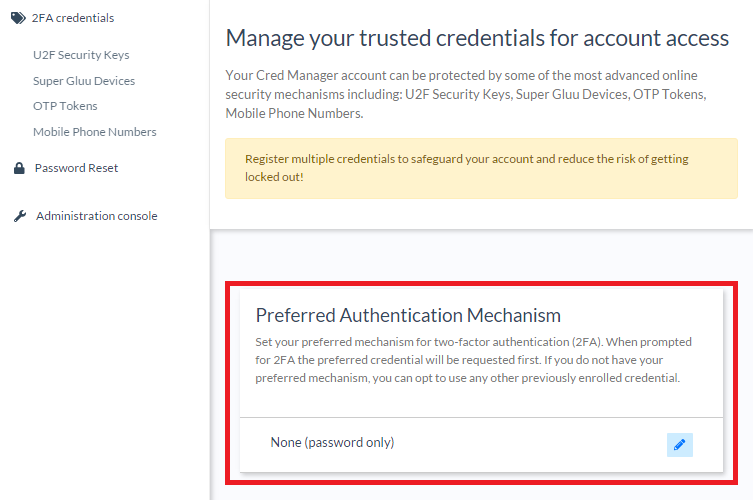 2FA credentials
U2F Security Keys
Super Gluu Devices
OTP Tokens
Mobile Phone Numbers
Password Reset
Administration console
Manage your trusted credentials for account access
Your Cred Manager account can be protected by some of the most advanced online
security mechanisms including: U2F Security Keys, Super Gluu Devices, OTP Tokens,
Mobile Phone Numbers.
Register multiple credentials to safeguard your account and reduce the risk of getting
locked out!
Preferred Authentication Mechanism
Set your preferred mechanism for two-factor authentication (2FA). When prompted
for 2FA the preferred credential will be requested first. If you do not have your
preferred mechanism, you can opt to use any other previously enrolled credential.
None (password only)